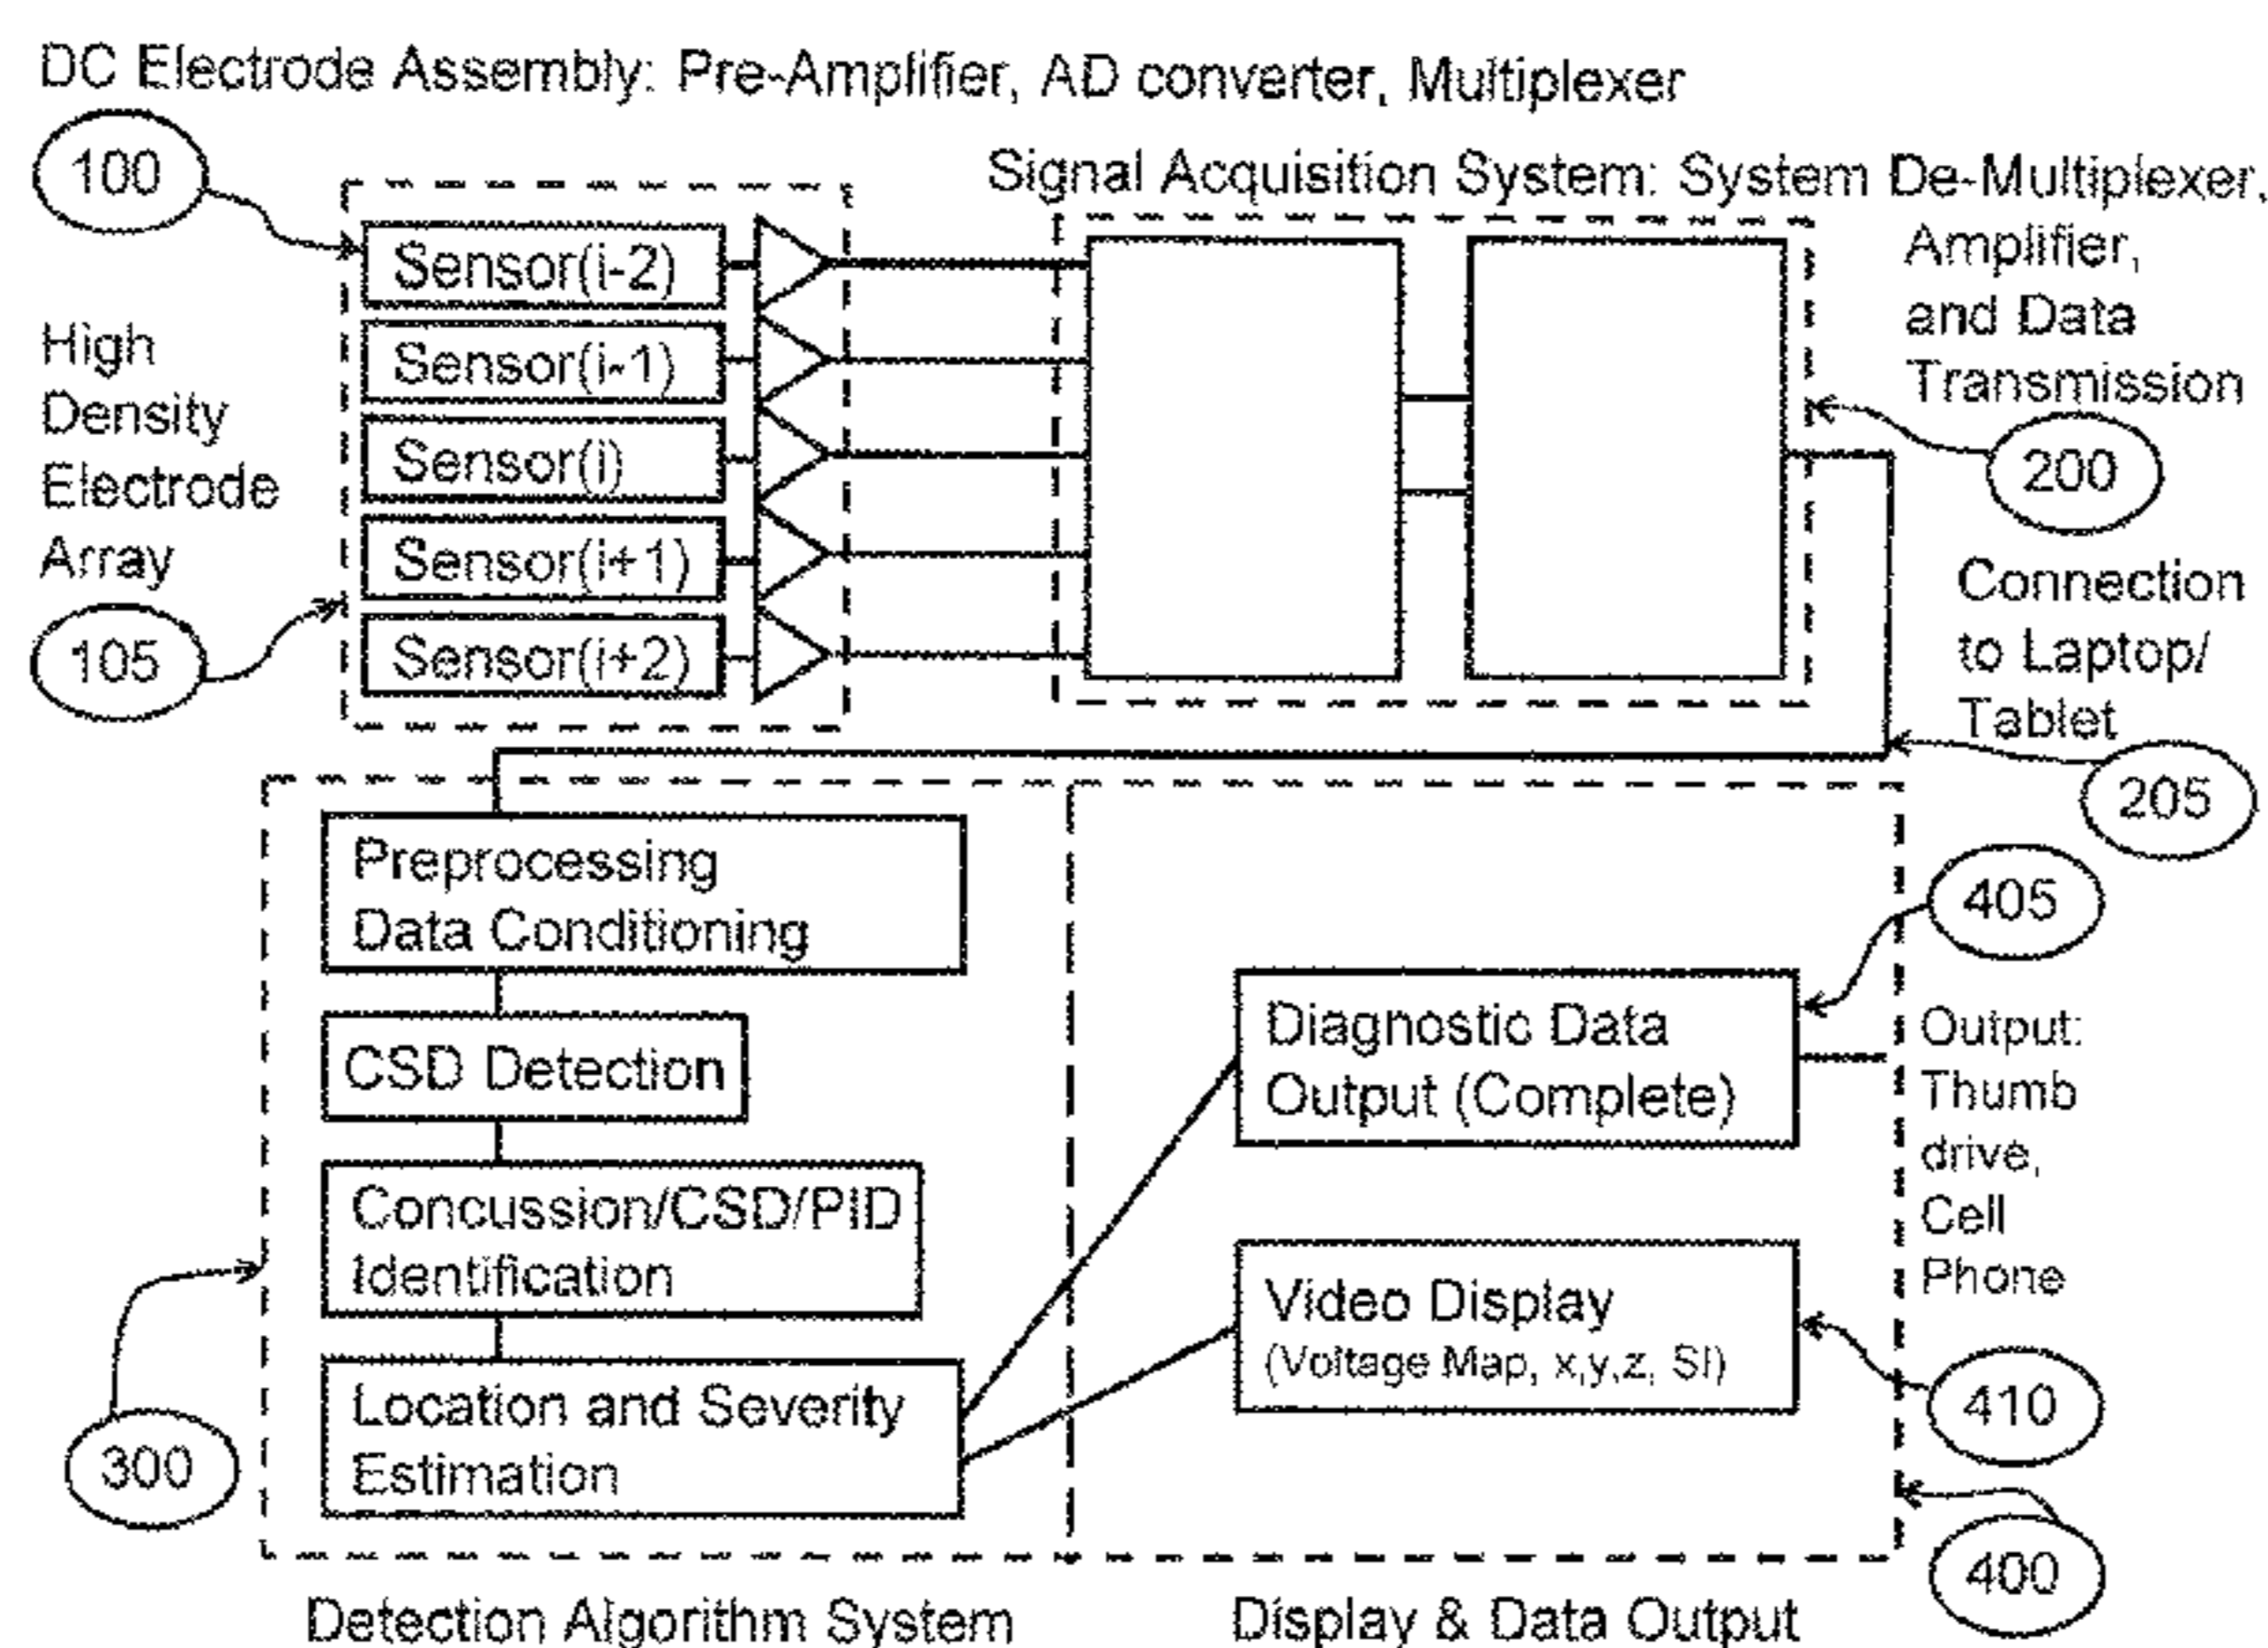 DC Electrode Assembly: Pre-Amplifier, AD converter, Multiplexer
100
Signal Acquisition System: System De-Multiplexer,
Amplifier,
and Data
Transmission
200
Sensor(i-2)
Sensor(i-1)
Sensor(i)
Sensor(i+1)
Sensor(i+2)
High
Density
Electrode
Array
105
Connection
to Laptop/
Tablet
205
Preprocessing
Data Conditioning
CSD Detection
Concussion/CSD/PID
Identification
Location and Severity
Estimation
300
405
Diagnostic Data
Output (Complete)
Output:
Thumb
drive,
Cell
Phone
Video Display
(Voltage Map, x,y,z, SI)
410
400
Detection Algorithm System
Display & Data Output